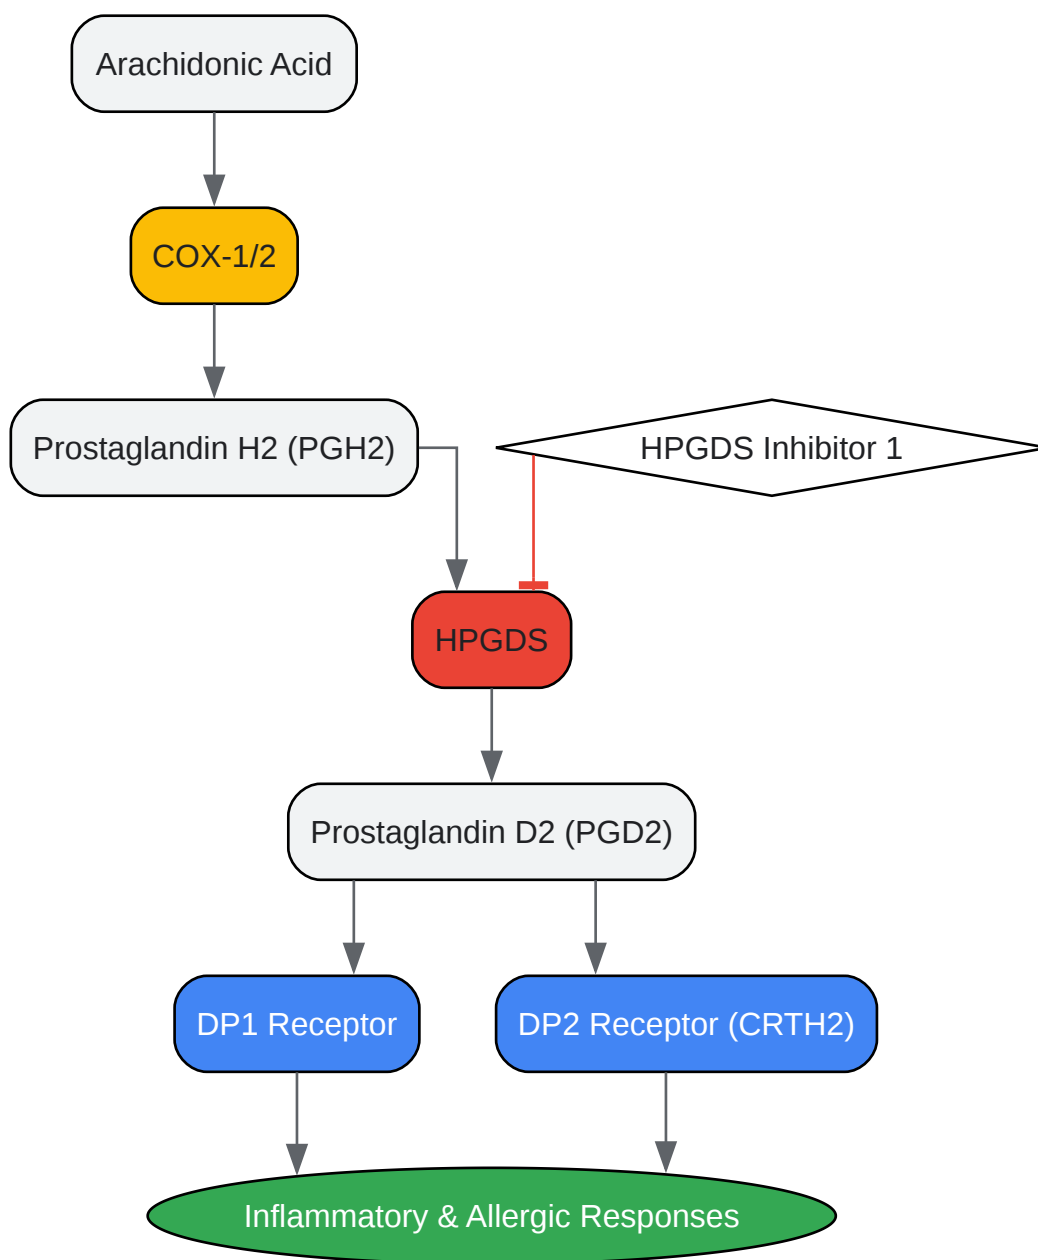 Arachidonic Acid
COX-1/2
Prostaglandin H2 (PGH2)
HPGDS Inhibitor 1
HPGDS
Prostaglandin D2 (PGD2)
DP1 Receptor
DP2 Receptor (CRTH2)
Inflammatory & Allergic Responses